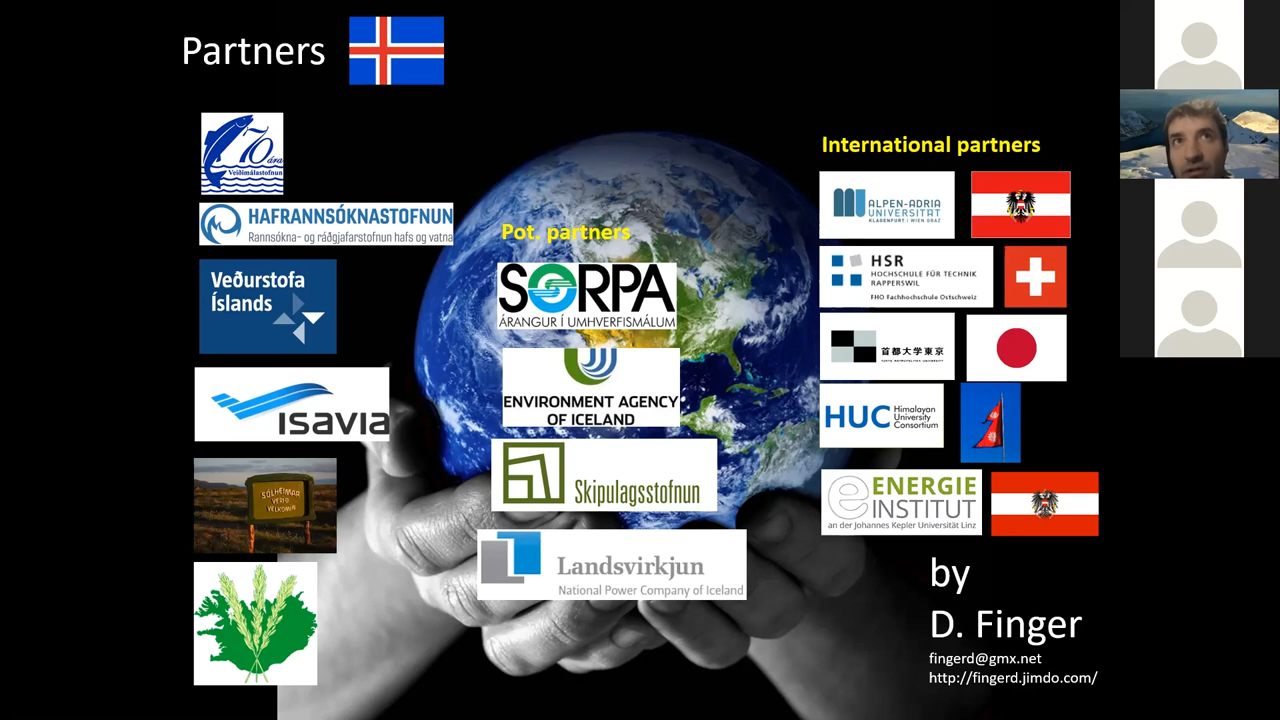 Partners
70
ára
Veiðimálastofnun
HAFRANNSÓKNASTOFNUN
Rannsókna- og ráðgjafarstofnun hafs og vatna
Veðurstofa
Íslands
ISAVIA
SÓLHEIMAR
VERIÐ
VELKOMIN
Pot. partners
SORPA
ÁRANGUR Í UMHVERFISMÁLUM
ENVIRONMENT AGENCY
OF ICELAND
Skipulagsstofnun
Landsvirkjun
National Power Company of Iceland
International partners
ALPEN-ADRIA
UNIVERSITÄT
KLAGENFURT I WIEN GRAZ
HSR
HOCHSCHULE FÜR TECHNIK
RAPPERSWIL
FHO Fachhochschule Ostschweiz
首都大学東京
TOKYO METROPOLITAN UNIVERSITY
HUC
Himalayan
University
Consortium
e
ENERGIE
INSTITUT
an der Johannes Kepler Universität Linz
by
D. Finger
fingerd@gmx.net
http://fingerd.jimdo.com/